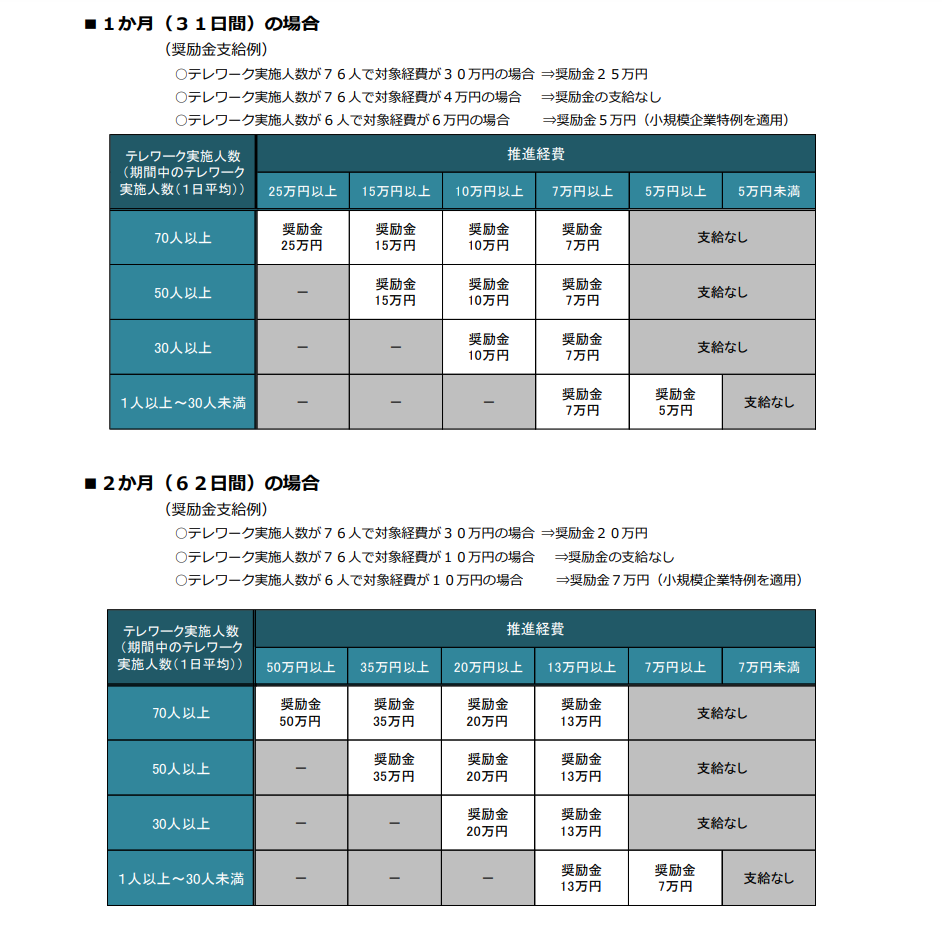 ■１か月（３１日間）の場合
（奨励金支給例）
○テレワーク実施人数が７６人で対象経費が３０万円の場合 ⇒奨励金２５万円
○テレワーク実施人数が７６人で対象経費が４万円の場合 ⇒奨励金の支給なし
○テレワーク実施人数が６人で対象経費が６万円の場合 ⇒奨励金５万円（小規模企業特例を適用）
テレワーク実施人数
（期間中のテレワーク
実施人数（１日平均））
推進経費
25万円以上 15万円以上 10万円以上 7万円以上 5万円以上 5万円未満
70人以上 奨励金 25万円 奨励金 15万円 奨励金 10万円 奨励金 7万円 支給なし
50人以上 － 奨励金 15万円 奨励金 10万円 奨励金 7万円 支給なし
30人以上 － － 奨励金 10万円 奨励金 7万円 支給なし
１人以上～30人未満 － － － 奨励金 7万円 奨励金 5万円 支給なし
■２か月（６２日間）の場合
（奨励金支給例）
○テレワーク実施人数が７６人で対象経費が３０万円の場合 ⇒奨励金２０万円
○テレワーク実施人数が７６人で対象経費が１０万円の場合 ⇒奨励金の支給なし
○テレワーク実施人数が６人で対象経費が１０万円の場合 ⇒奨励金７万円（小規模企業特例を適用）
テレワーク実施人数
（期間中のテレワーク
実施人数（１日平均））
推進経費
50万円以上 35万円以上 20万円以上 13万円以上 7万円以上 7万円未満
70人以上 奨励金 50万円 奨励金 35万円 奨励金 20万円 奨励金 13万円 支給なし
50人以上 － 奨励金 35万円 奨励金 20万円 奨励金 13万円 支給なし
30人以上 － － 奨励金 20万円 奨励金 13万円 支給なし
１人以上～30人未満 － － － 奨励金 13万円 奨励金 7万円 支給なし